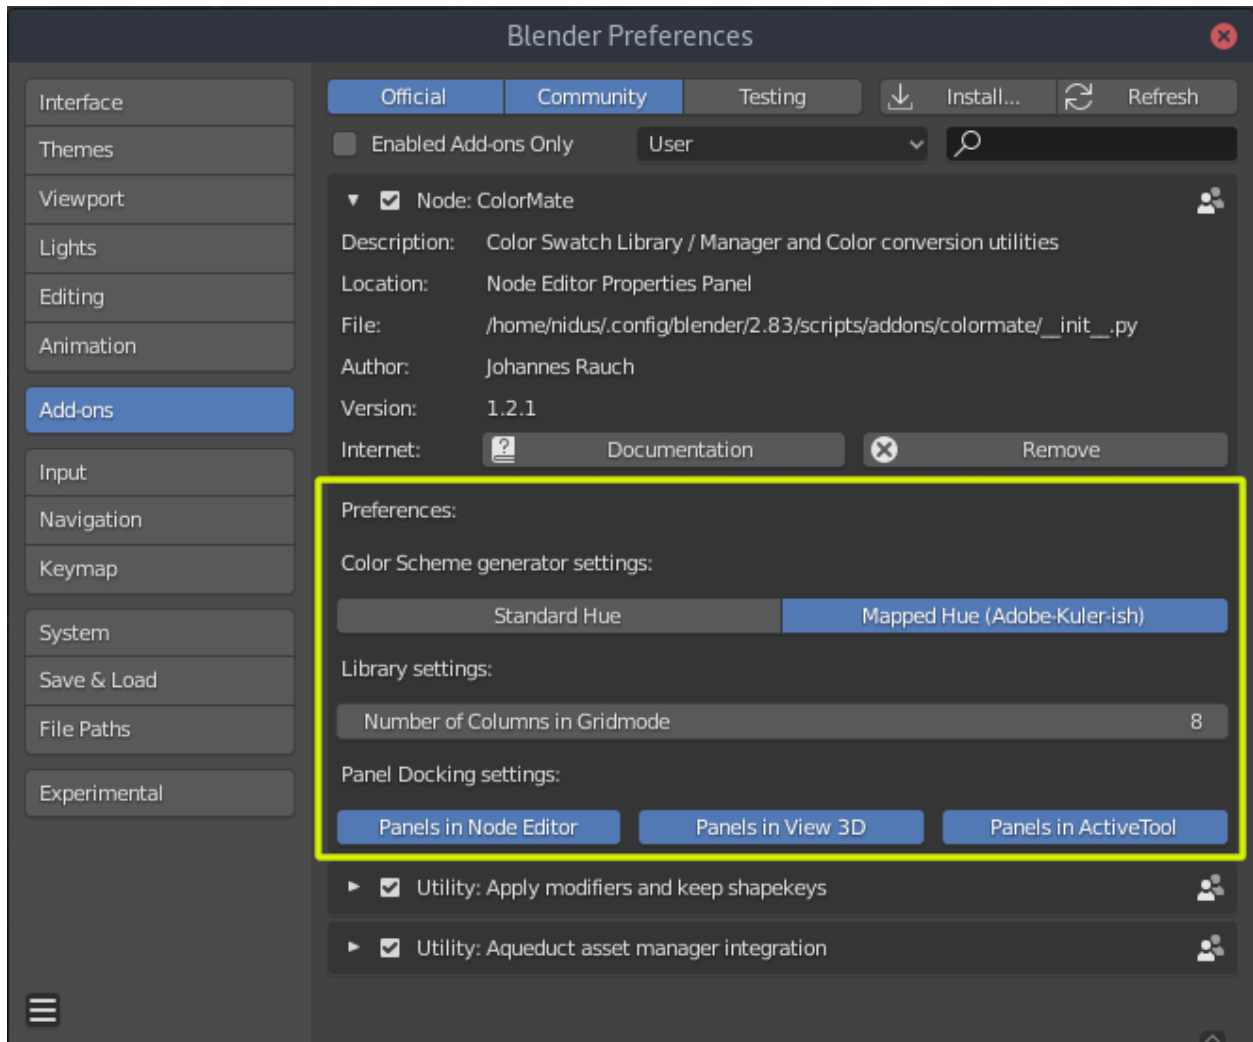 Blender Preferences
Interface
Themes
Viewport
Lights
Editing
Animation
Add-ons
Input
Navigation
Keymap
System
Save & Load
File Paths
Experimental
Official Community Testing Install... Refresh
Enabled Add-ons Only User
Node: ColorMate
Description: Color Swatch Library / Manager and Color conversion utilities
Location: Node Editor Properties Panel
File: /home/nidus/.config/blender/2.83/scripts/addons/colormate/__init__.py
Author: Johannes Rauch
Version: 1.2.1
Internet: Documentation Remove
Preferences:
Color Scheme generator settings:
Standard Hue Mapped Hue (Adobe-Kuler-ish)
Library settings:
Number of Columns in Gridmode 8
Panel Docking settings:
Panels in Node Editor Panels in View 3D Panels in ActiveTool
Utility: Apply modifiers and keep shapekeys
Utility: Aqueduct asset manager integration